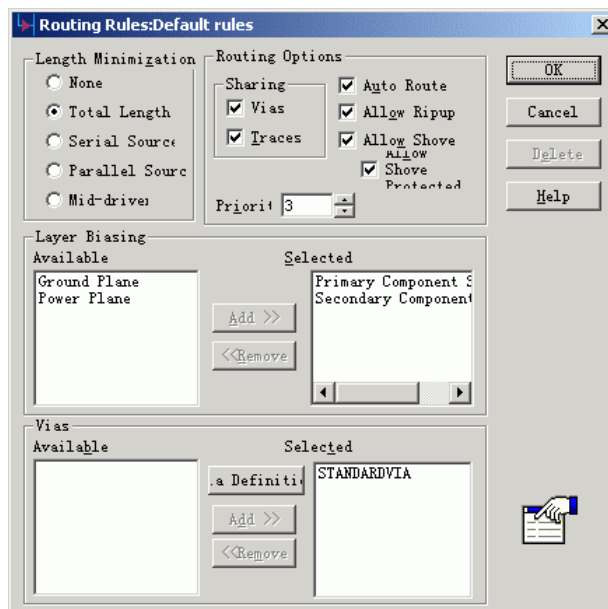 Routing Rules:Default rules
Length Minimization
None
Total Length
Serial Source
Parallel Sourc
Mid-driver
Routing Options
Sharing
Vias
Traces
Auto Route
Allow Ripup
Allow Shove
Allow
Shove
Protected
Priorit 3
OK
Cancel
Delete
Help
Layer Biasing
Available
Ground Plane
Power Plane
Add >>
<<Remove
Selected
Primary Component S
Secondary Component
Vias
Available
.a Definiti
Add >>
<<Remove
Selected
STANDARDVIA